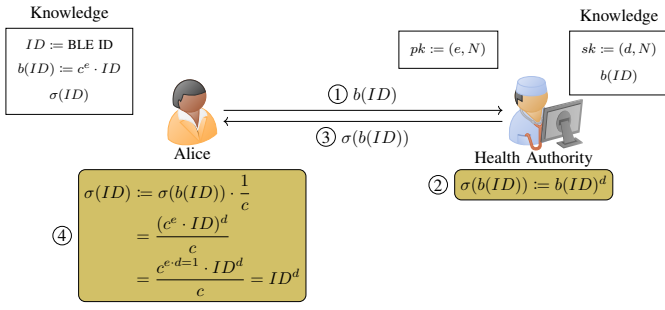 Knowledge
ID := BLE ID
b(ID) := c^e · ID
σ(ID)
pk := (e, N)
Knowledge
sk := (d, N)
b(ID)
① b(ID)
③ σ(b(ID))
Alice
Health Authority
② σ(b(ID)) := b(ID)^d
④
σ(ID) := σ(b(ID)) · 1/c
= (c^e · ID)^d / c
= c^{e·d=1} · ID^d / c = ID^d